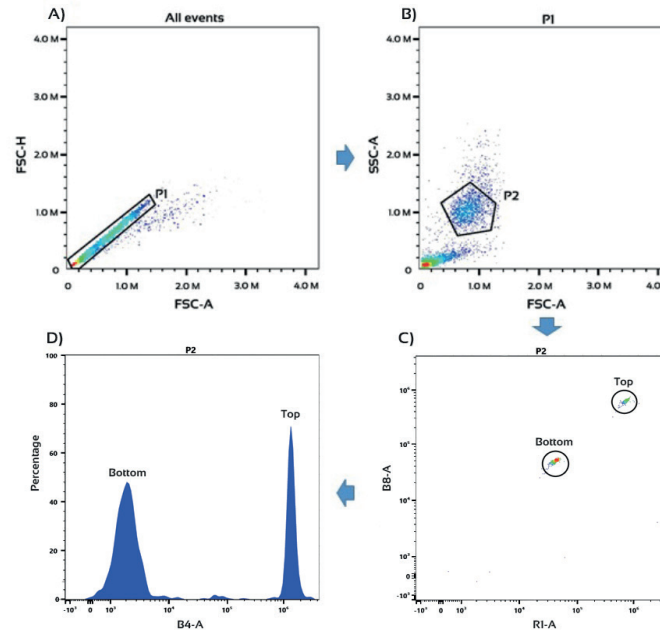 A)
All events
4.0 M
3.0 M
2.0 M
1.0 M
0
FSC-H
P1
0 1.0 M 2.0 M 3.0 M 4.0 M
FSC-A
B)
P1
4.0 M
3.0 M
2.0 M
1.0 M
0
SSC-A
P2
0 1.0 M 2.0 M 3.0 M 4.0 M
FSC-A
D)
P2
100
80
60
40
20
0
Percentage
Bottom
Top
B4-A
C)
P2
B8-A
Top
Bottom
R1-A